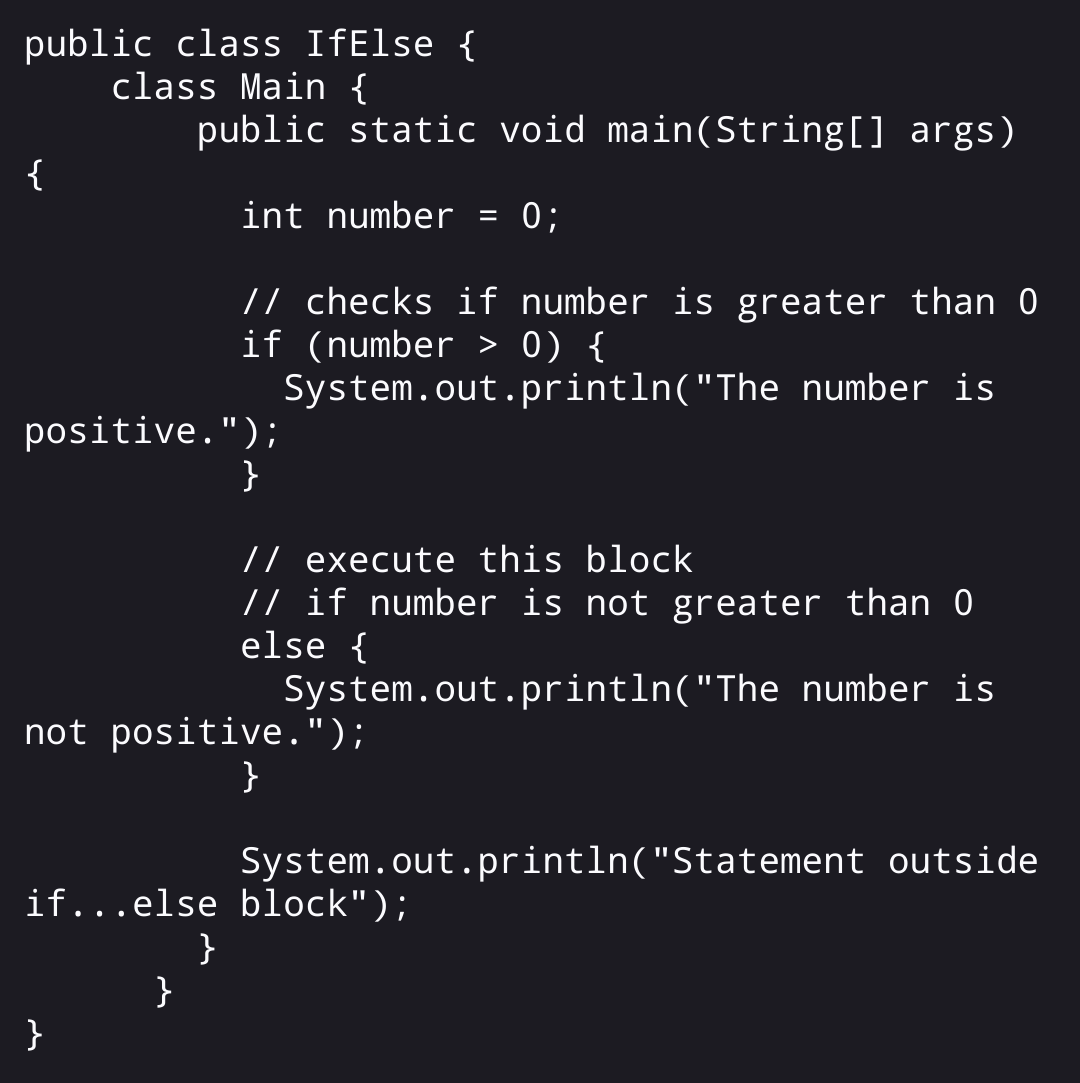 public class IfElse {
    class Main {
        public static void main(String[] args)
{
          int number = 0;

          // checks if number is greater than 0
          if (number > 0) {
            System.out.println("The number is
positive.");
          }

          // execute this block
          // if number is not greater than 0
          else {
            System.out.println("The number is
not positive.");
          }

          System.out.println("Statement outside
if...else block");
        }
      }
}